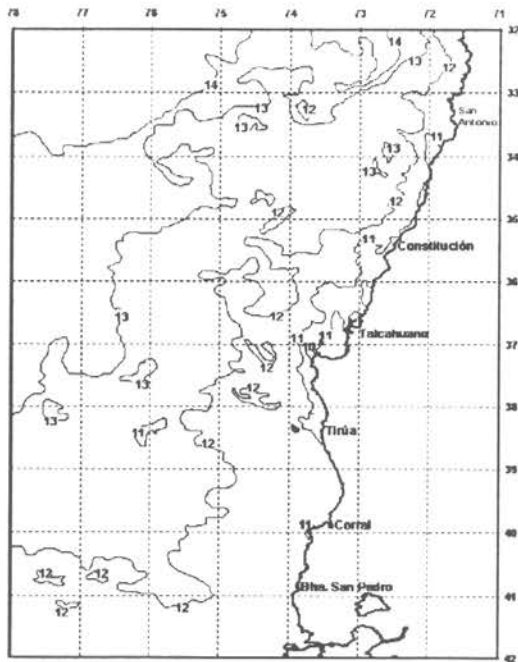 78 77 76 75 74 73 72 71
32
14
14 13 12
33
13 12
San
13 11 Antonio
34
13
13
35
12 12
11 Constitución
36
13 12
11 11 Talcahuano
37
12
13
12
38
13 11 12 Tirúa
39
11 Corral
40
12 12
Bha. San Pedro
41
12 12
42